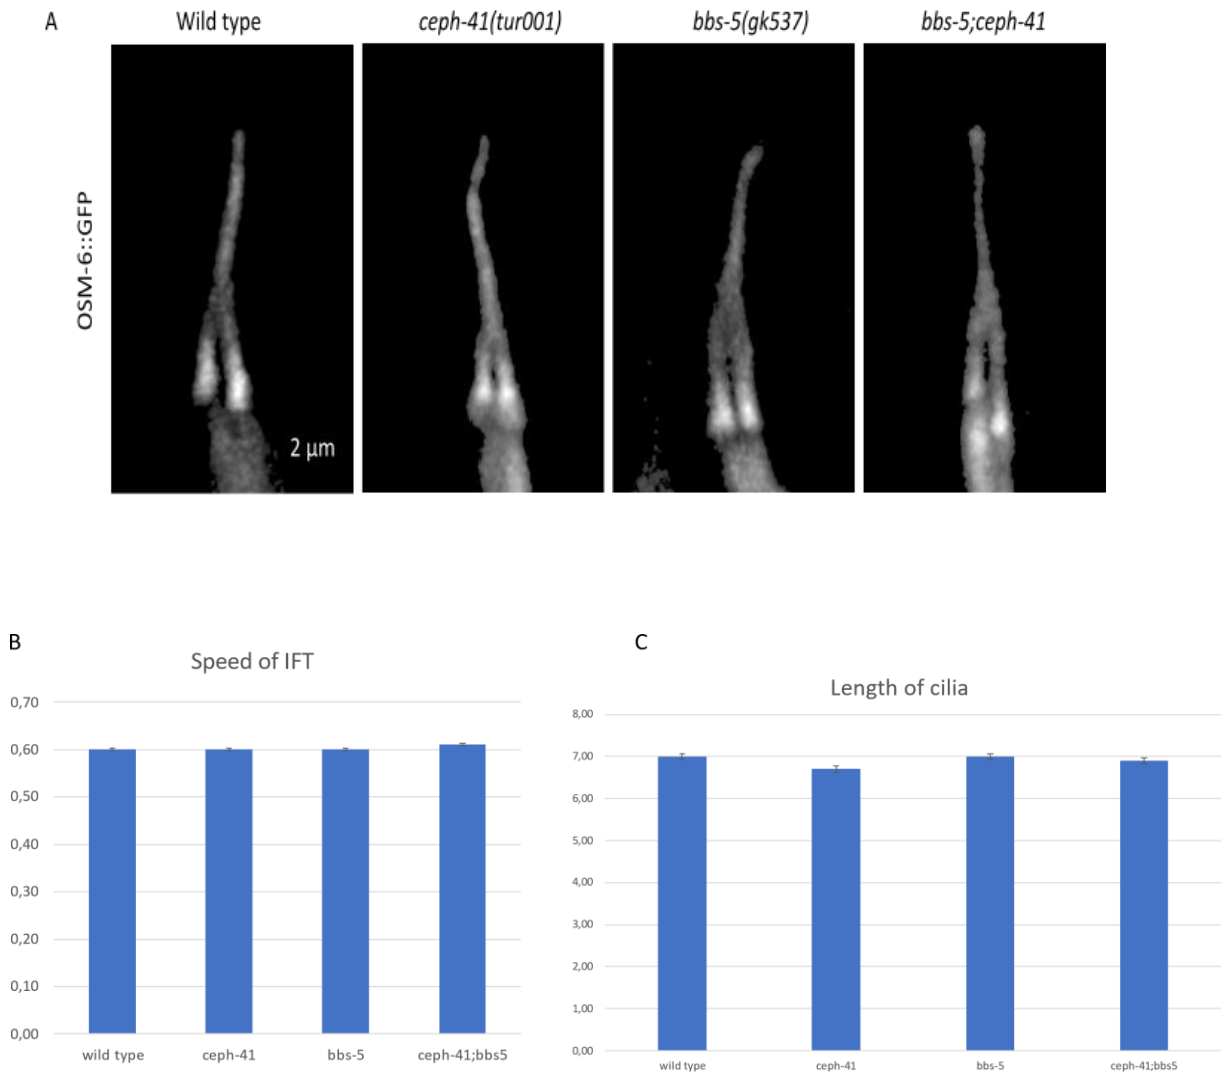 A
Wild type
ceph-41(tur001)
bbs-5(gk537)
bbs-5;ceph-41
OSM-6::GFP
2 µm
B
Speed of IFT
0,70
0,60
0,50
0,40
0,30
0,20
0,10
0,00
wild type
ceph-41
bbs-5
ceph-41;bbs5
C
Length of cilia
8,00
7,00
6,00
5,00
4,00
3,00
2,00
1,00
0,00
wild type
ceph-41
bbs-5
ceph-41;bbs5